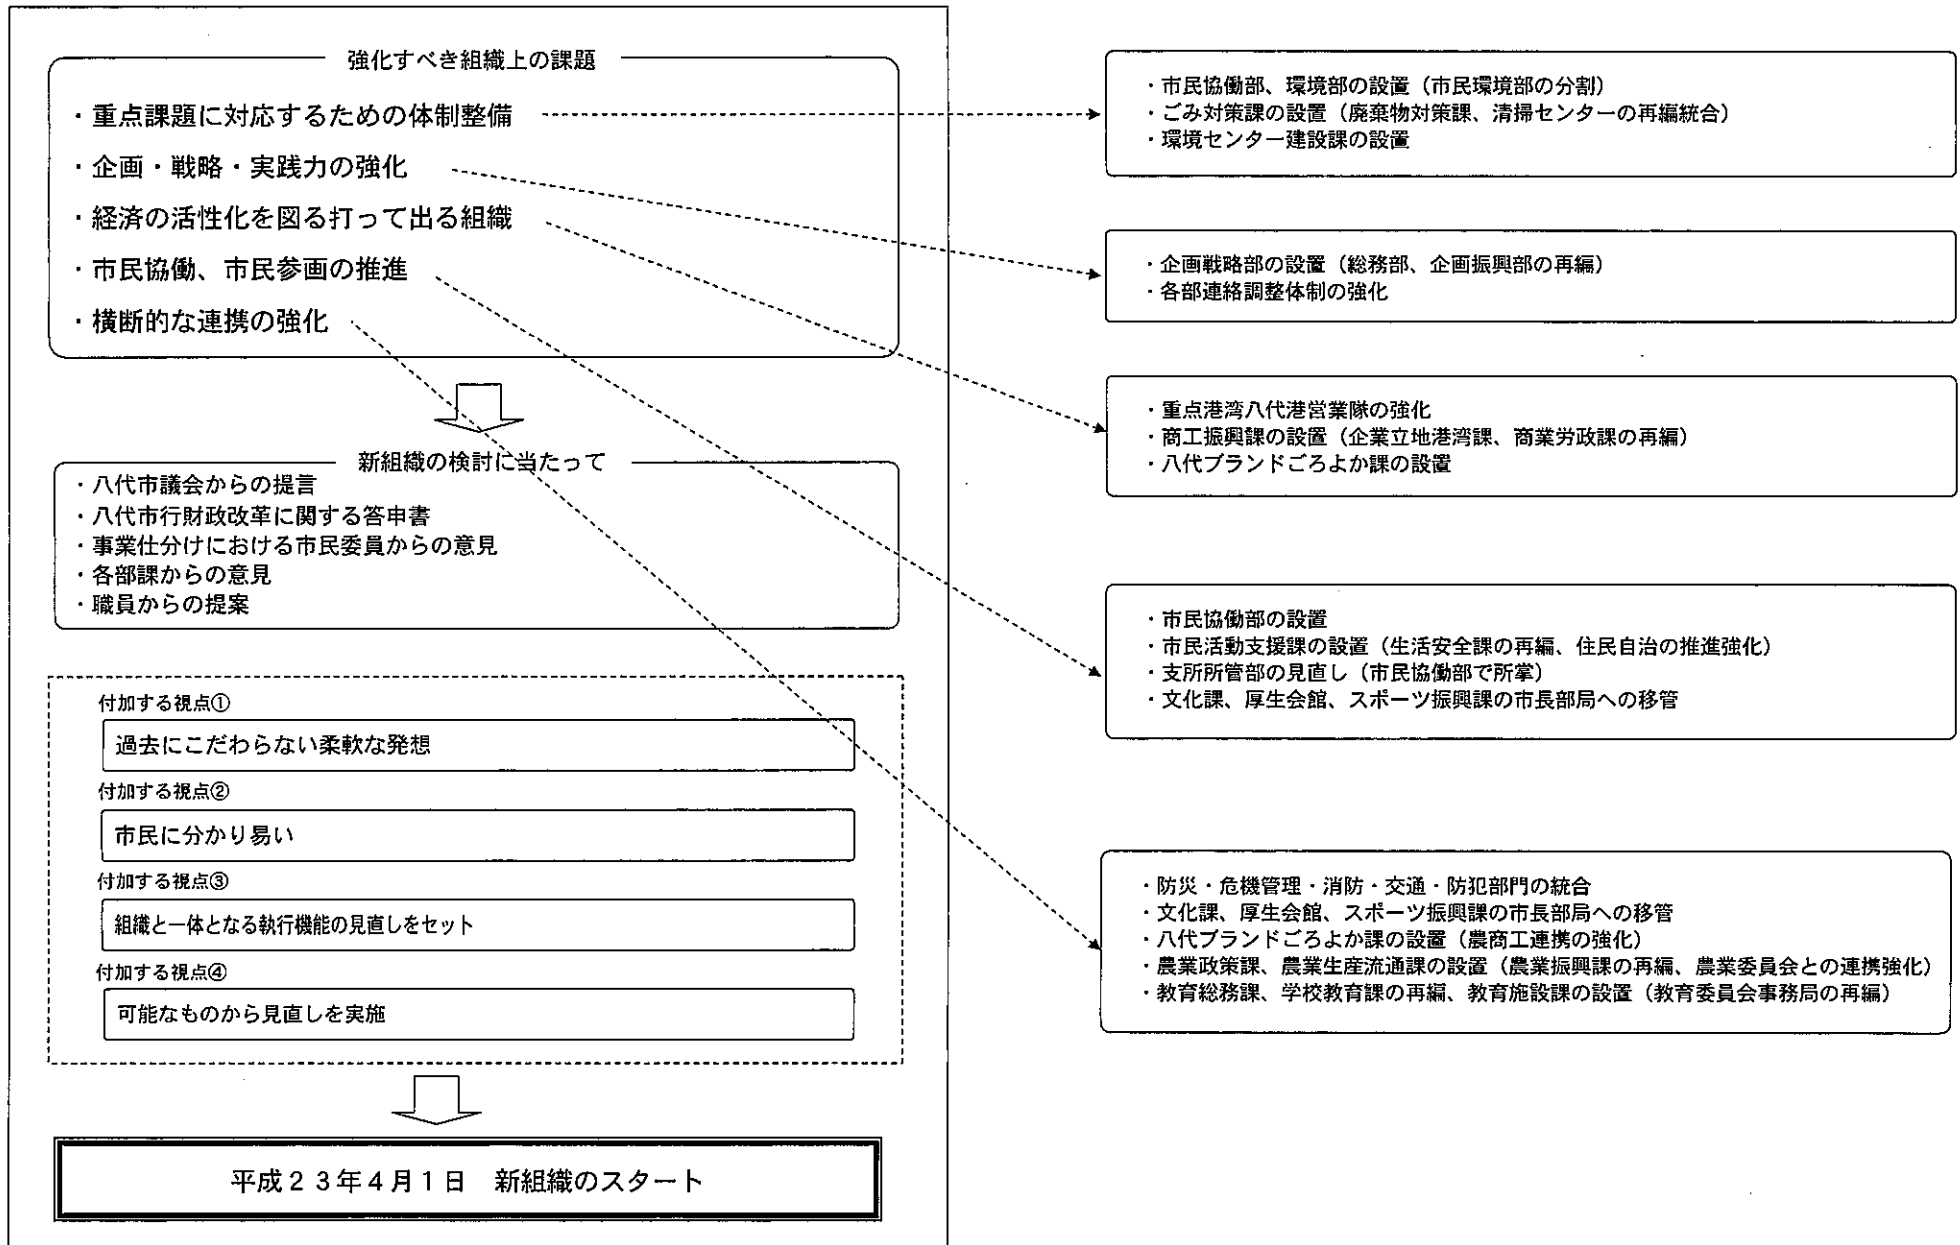 強化すべき組織上の課題
・重点課題に対応するための体制整備
・企画・戦略・実践力の強化
・経済の活性化を図る打って出る組織
・市民協働、市民参画の推進
・横断的な連携の強化
新組織の検討に当たって
・八代市議会からの提言
・八代市行財政改革に関する答申書
・事業仕分けにおける市民委員からの意見
・各部課からの意見
・職員からの提案
付加する視点①
過去にこだわらない柔軟な発想
付加する視点②
市民に分かり易い
付加する視点③
組織と一体となる執行機能の見直しをセット
付加する視点④
可能なものから見直しを実施
平成23年4月1日 新組織のスタート
・市民協働部、環境部の設置（市民環境部の分割）
・ごみ対策課の設置（廃棄物対策課、清掃センターの再編統合）
・環境センター建設課の設置
・企画戦略部の設置（総務部、企画振興部の再編）
・各部連絡調整体制の強化
・重点港湾八代港営業隊の強化
・商工振興課の設置（企業立地港湾課、商業労政課の再編）
・八代ブランドごろよか課の設置
・市民協働部の設置
・市民活動支援課の設置（生活安全課の再編、住民自治の推進強化）
・支所所管部の見直し（市民協働部で所掌）
・文化課、厚生会館、スポーツ振興課の市長部局への移管
・防災・危機管理・消防・交通・防犯部門の統合
・文化課、厚生会館、スポーツ振興課の市長部局への移管
・八代ブランドごろよか課の設置（農商工連携の強化）
・農業政策課、農業生産流通課の設置（農業振興課の再編、農業委員会との連携強化）
・教育総務課、学校教育課の再編、教育施設課の設置（教育委員会事務局の再編）